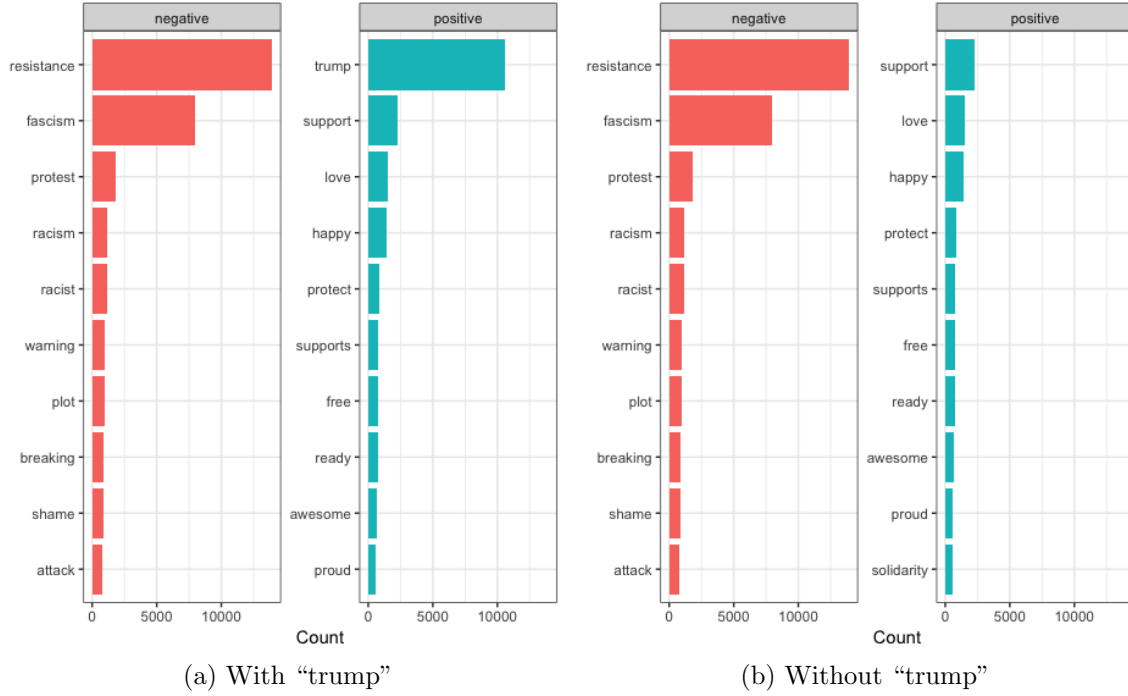 negative
positive
negative
positive
resistance
fascism
protest
racism
racist
warning
plot
breaking
shame
attack
trump
support
love
happy
protect
supports
free
ready
awesome
proud
resistance
fascism
protest
racism
racist
warning
plot
breaking
shame
attack
support
love
happy
protect
supports
free
ready
awesome
proud
solidarity
0 5000 10000
0 5000 10000
0 5000 10000
0 5000 10000
Count
Count
(a) With “trump”
(b) Without “trump”